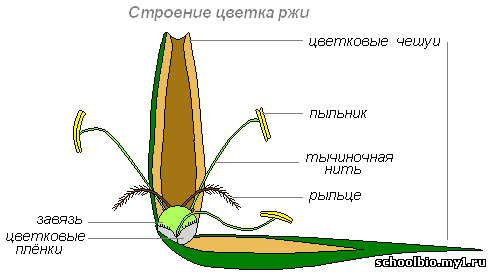 Строение цветка ржи
цветковые чешуи
пыльник
тычиночная
нить
рыльце
завязь
цветковые
плёнки
schoolbio.my1.ru